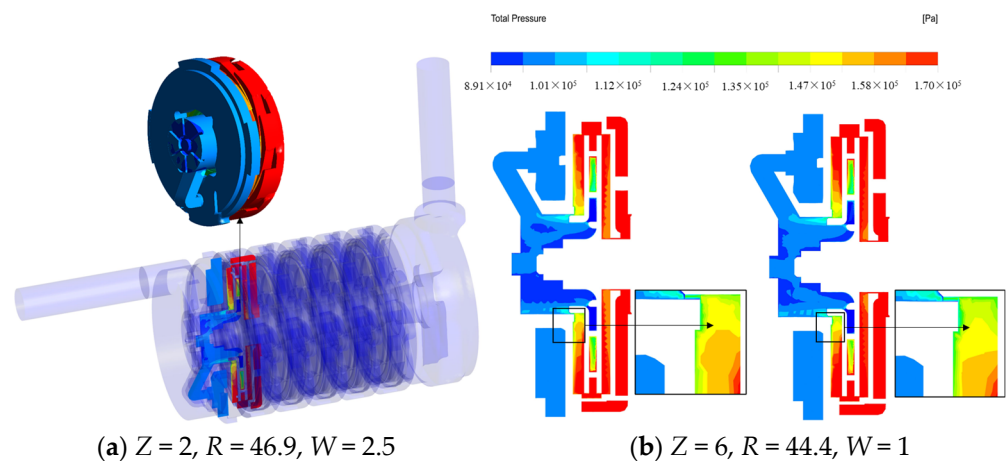 Total Pressure [Pa]
8.91×10⁴ 1.01×10⁵ 1.12×10⁵ 1.24×10⁵ 1.35×10⁵ 1.47×10⁵ 1.58×10⁵ 1.70×10⁵
(a) Z = 2, R = 46.9, W = 2.5 (b) Z = 6, R = 44.4, W = 1